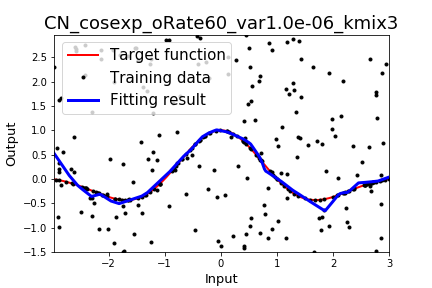 CN_cosexp_oRate60_var1.0e-06_kmix3
Target function
Training data
Fitting result
Output
2.5
2.0
1.5
1.0
0.5
0.0
−0.5
−1.0
−1.5
−2
−1
0
1
2
3
Input